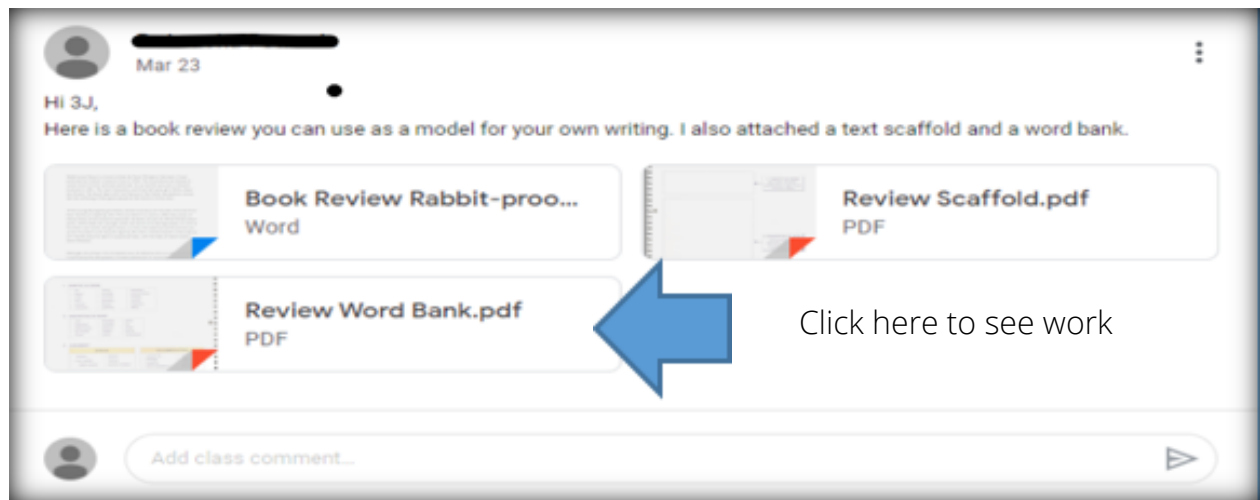 Mar 23
Hi 3J,
Here is a book review you can use as a model for your own writing. I also attached a text scaffold and a word bank.
Book Review Rabbit-proo...
Word
Review Scaffold.pdf
PDF
Review Word Bank.pdf
PDF
Click here to see work
Add class comment...